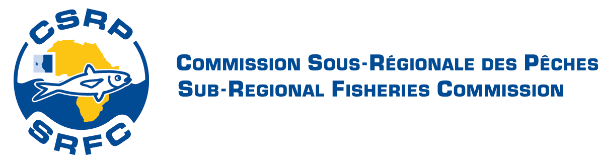 CSRP
SRFC
COMMISSION SOUS-RÉGIONALE DES PÊCHES
SUB-REGIONAL FISHERIES COMMISSION